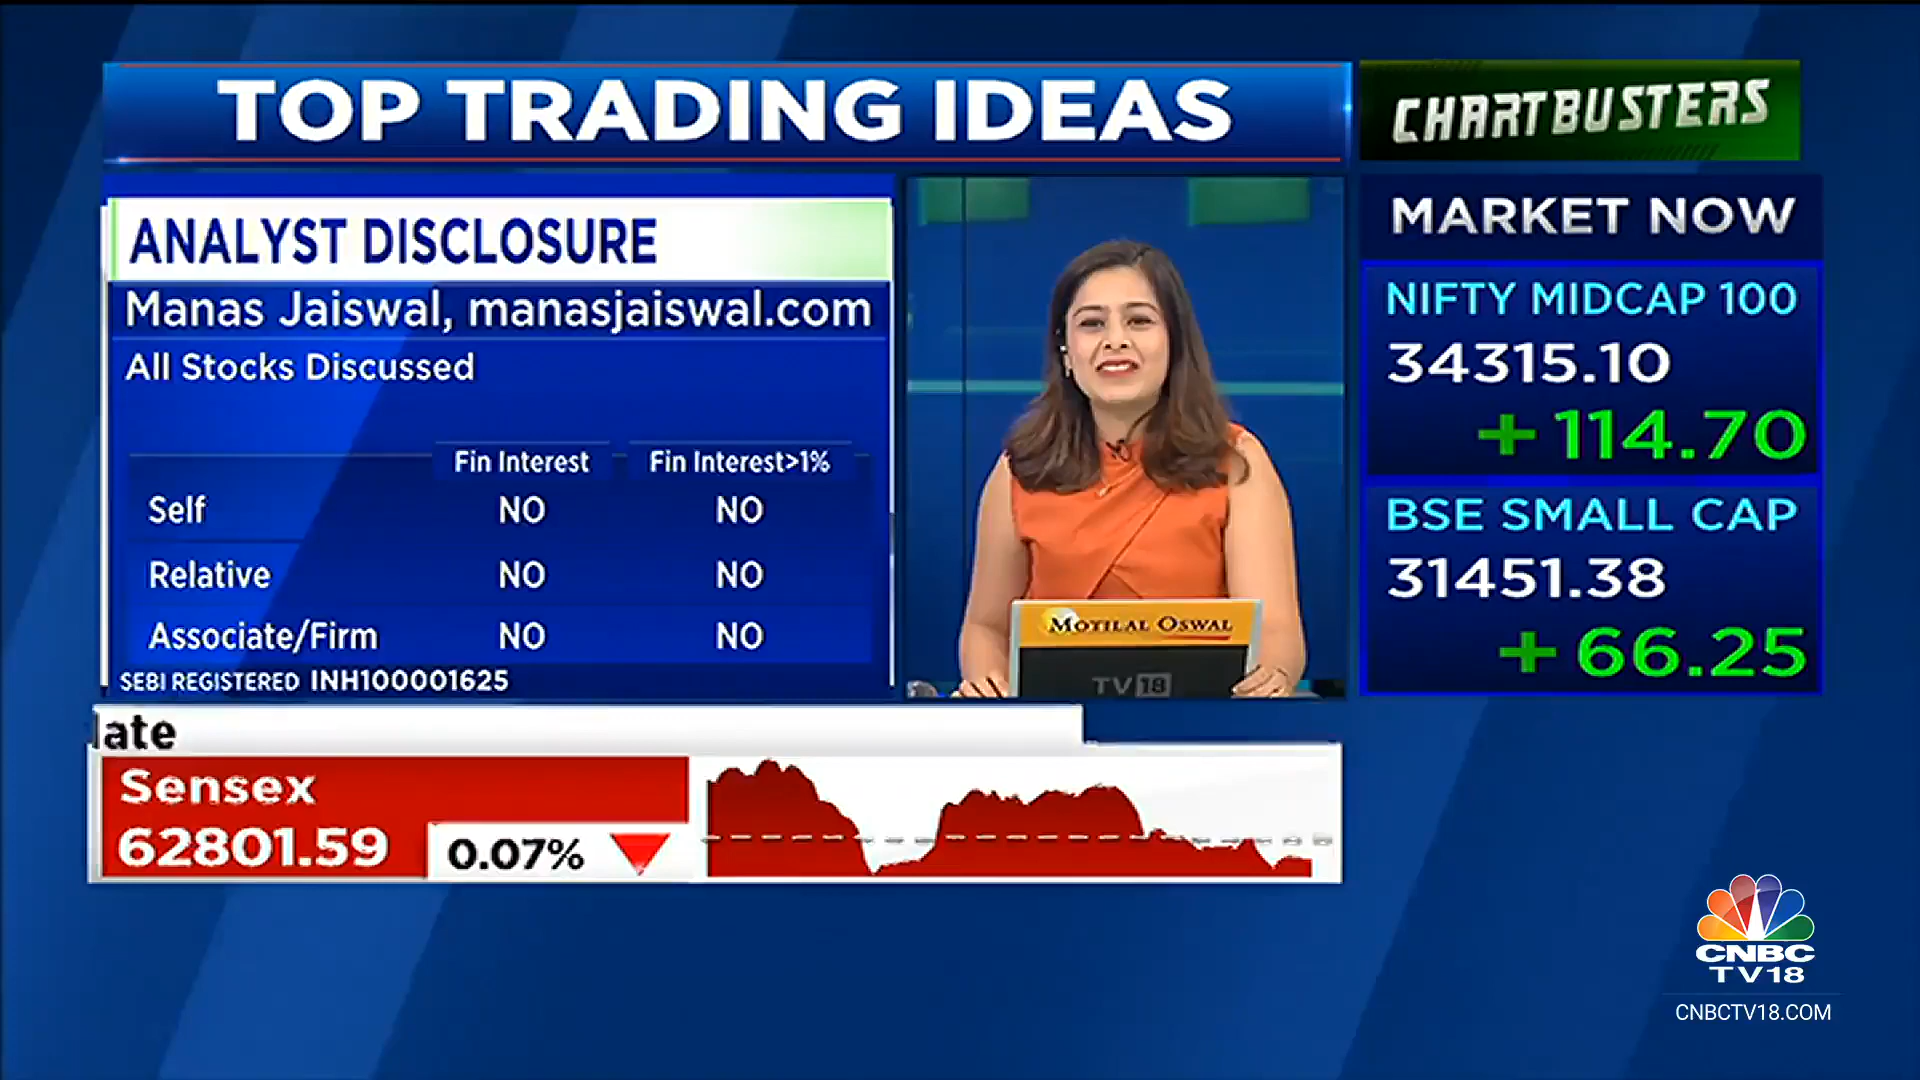 TOP TRADING IDEAS
CHARTBUSTERS
ANALYST DISCLOSURE
Manas Jaiswal, manasjaiswal.com
All Stocks Discussed
Fin Interest Fin Interest>1%
Self NO NO
Relative NO NO
Associate/Firm NO NO
SEBI REGISTERED INH100001625
MOTILAL OSWAL
TV18
MARKET NOW
NIFTY MIDCAP 100
34315.10
+114.70
BSE SMALL CAP
31451.38
+66.25
late
Sensex
62801.59
0.07%
CNBC
TV18
CNBCTV18.COM